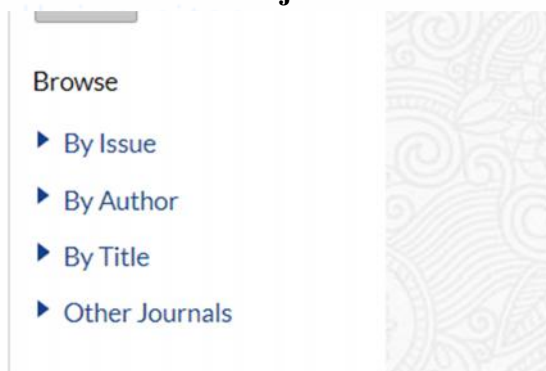 Browse
By Issue
By Author
By Title
Other Journals